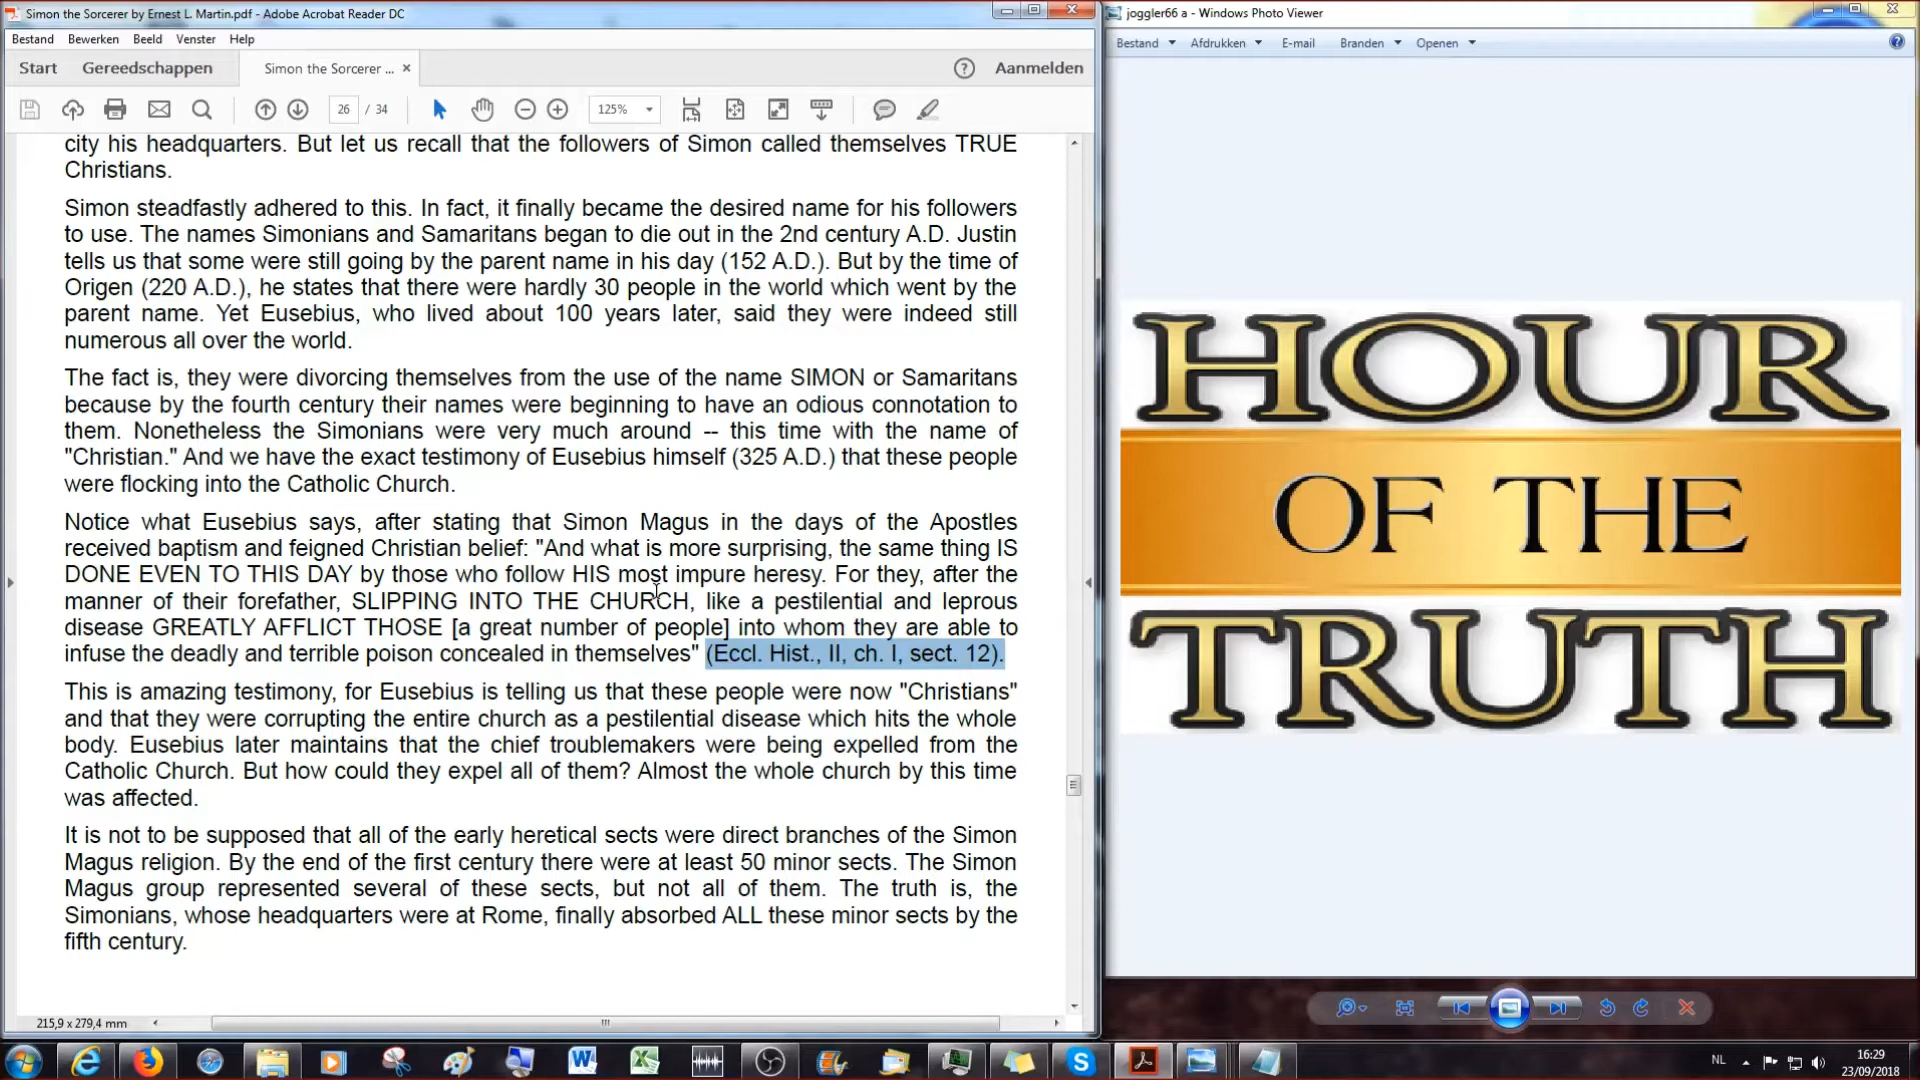 Simon the Sorcerer by Ernest L. Martin.pdf - Adobe Acrobat Reader DC
Bestand Bewerken Beeld Venster Help
Start Gereedschappen Simon the Sorcerer ... × Aanmelden
26 / 34 125%
city his headquarters. But let us recall that the followers of Simon called themselves TRUE
Christians.
Simon steadfastly adhered to this. In fact, it finally became the desired name for his followers
to use. The names Simonians and Samaritans began to die out in the 2nd century A.D. Justin
tells us that some were still going by the parent name in his day (152 A.D.). But by the time of
Origen (220 A.D.), he states that there were hardly 30 people in the world which went by the
parent name. Yet Eusebius, who lived about 100 years later, said they were indeed still
numerous all over the world.
The fact is, they were divorcing themselves from the use of the name SIMON or Samaritans
because by the fourth century their names were beginning to have an odious connotation to
them. Nonetheless the Simonians were very much around -- this time with the name of
"Christian." And we have the exact testimony of Eusebius himself (325 A.D.) that these people
were flocking into the Catholic Church.
Notice what Eusebius says, after stating that Simon Magus in the days of the Apostles
received baptism and feigned Christian belief: "And what is more surprising, the same thing IS
DONE EVEN TO THIS DAY by those who follow HIS most impure heresy. For they, after the
manner of their forefather, SLIPPING INTO THE CHURCH, like a pestilential and leprous
disease GREATLY AFFLICT THOSE [a great number of people] into whom they are able to
infuse the deadly and terrible poison concealed in themselves" (Eccl. Hist., II, ch. I, sect. 12).
This is amazing testimony, for Eusebius is telling us that these people were now "Christians"
and that they were corrupting the entire church as a pestilential disease which hits the whole
body. Eusebius later maintains that the chief troublemakers were being expelled from the
Catholic Church. But how could they expel all of them? Almost the whole church by this time
was affected.
It is not to be supposed that all of the early heretical sects were direct branches of the Simon
Magus religion. By the end of the first century there were at least 50 minor sects. The Simon
Magus group represented several of these sects, but not all of them. The truth is, the
Simonians, whose headquarters were at Rome, finally absorbed ALL these minor sects by the
fifth century.
215,9 x 279,4 mm
joggler66 a - Windows Photo Viewer
Bestand Afdrukken E-mail Branden Openen
HOUR
OF THE
TRUTH
NL 16:29
23/09/2018